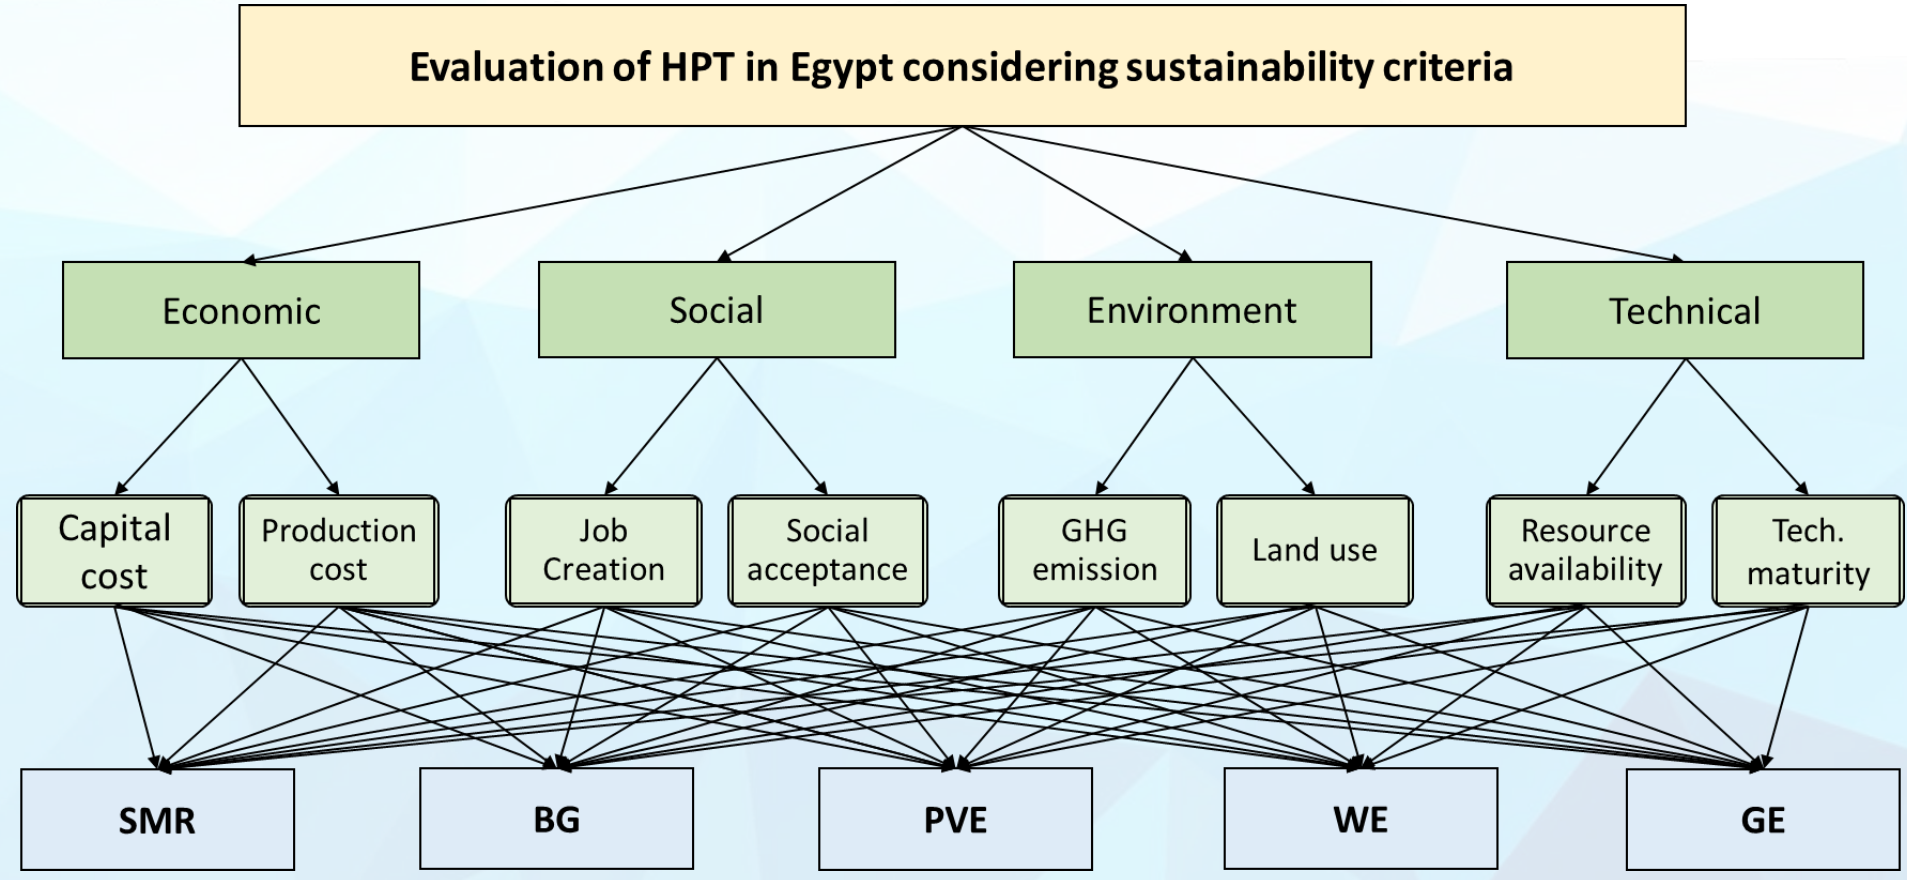 Evaluation of HPT in Egypt considering sustainability criteria
Economic
Social
Environment
Technical
Capital
cost
Production
cost
Job
Creation
Social
acceptance
GHG
emission
Land use
Resource
availability
Tech.
maturity
SMR
BG
PVE
WE
GE